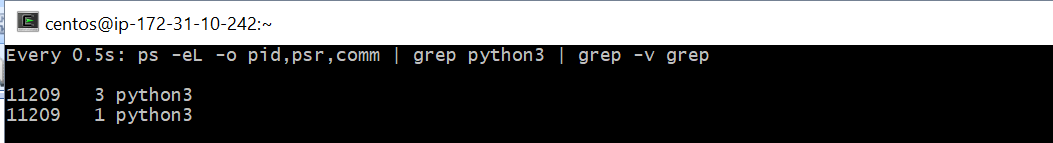 centos@ip-172-31-10-242:~
Every 0.5s: ps -eL -o pid,psr,comm | grep python3 | grep -v grep
11209   3 python3
11209   1 python3